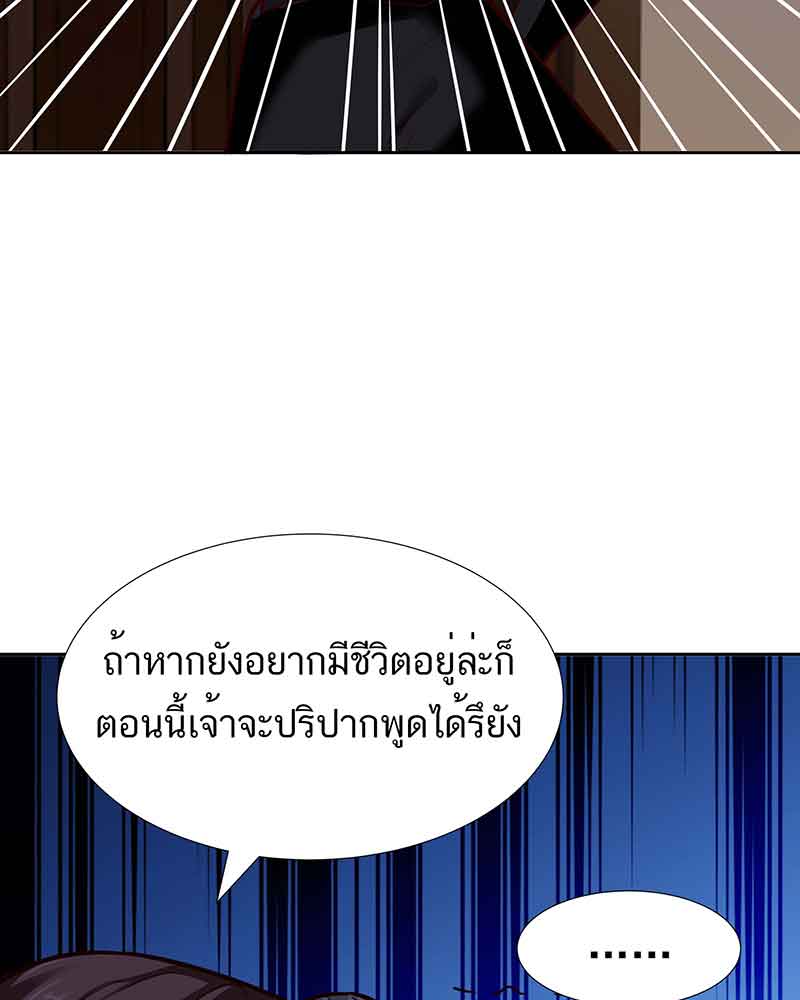 ถ้าหากยังอยากมีชีวิตอยู่ล่ะก็
ตอนนี้เจ้าจะปริปากพูดได้รึยัง
......